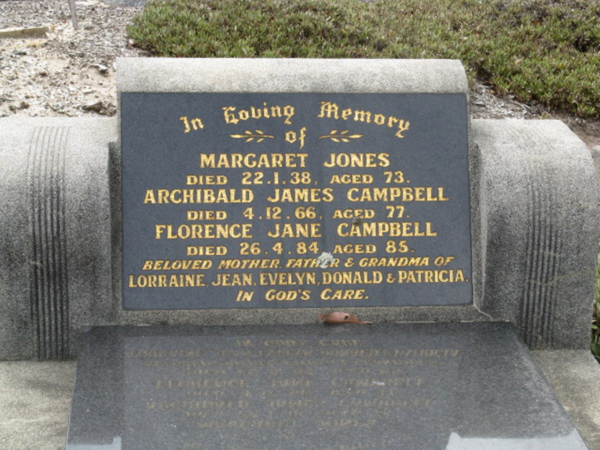 In Loving Memory
of
MARGARET JONES
DIED 22.1.38, AGED 73.
ARCHIBALD JAMES CAMPBELL
DIED 4.12.66, AGED 77.
FLORENCE JANE CAMPBELL
DIED 26.4.84, AGED 85.
BELOVED MOTHER, FATHER & GRANDMA OF
LORRAINE, JEAN, EVELYN, DONALD & PATRICIA.
IN GOD'S CARE.